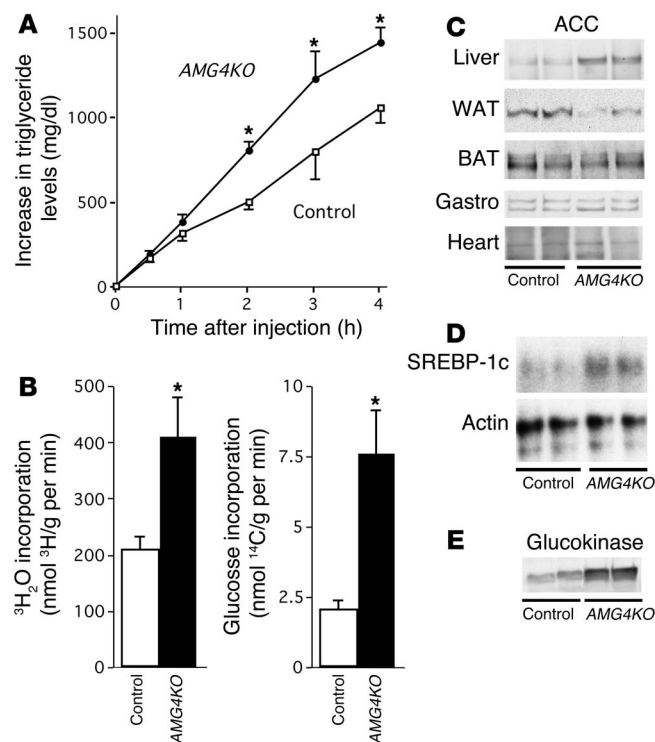 A
Increase in triglyceride
levels (mg/dl)
1500
1000
500
0
AMG4KO
Control
*
*
*
0
1
2
3
4
Time after injection (h)
B
³H₂O incorporation
(nmol ³H/g per min)
500
400
300
200
100
0
*
Control
AMG4KO
Glucosse incorporation
(nmol ¹⁴C/g per min)
10
7.5
5
2.5
0
*
Control
AMG4KO
C
ACC
Liver
WAT
BAT
Gastro
Heart
Control
AMG4KO
D
SREBP-1c
Actin
Control
AMG4KO
E
Glucokinase
Control
AMG4KO